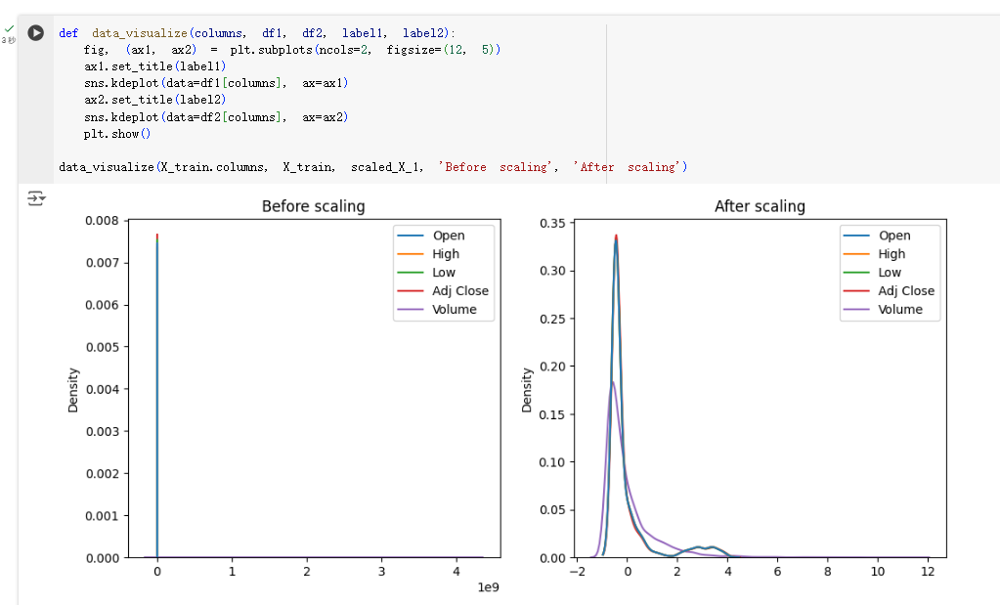 3 秒
def data_visualize(columns, df1, df2, label1, label2):
fig, (ax1, ax2) = plt.subplots(ncols=2, figsize=(12, 5))
ax1.set_title(label1)
sns.kdeplot(data=df1[columns], ax=ax1)
ax2.set_title(label2)
sns.kdeplot(data=df2[columns], ax=ax2)
plt.show()
data_visualize(X_train.columns, X_train, scaled_X_1, 'Before scaling', 'After scaling')
Before scaling
0.008
0.007
0.006
0.005
0.004
0.003
0.002
0.001
0.000
Density
Open
High
Low
Adj Close
Volume
0 1 2 3 4
1e9
After scaling
0.35
0.30
0.25
0.20
0.15
0.10
0.05
0.00
Density
Open
High
Low
Adj Close
Volume
−2 0 2 4 6 8 10 12